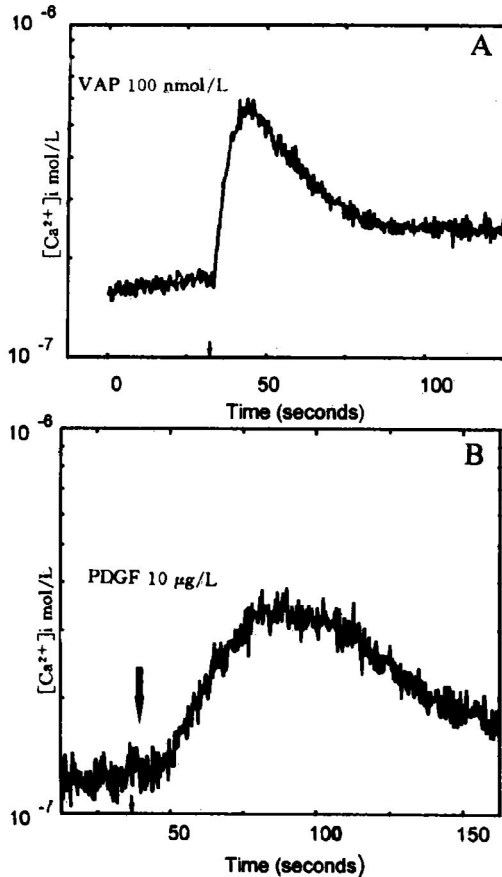 10⁻⁶
A
VAP 100 nmol/L
[Ca²⁺]i mol/L
10⁻⁷
0 50 100
Time (seconds)
10⁻⁶
B
PDGF 10 µg/L
[Ca²⁺]i mol/L
10⁻⁷
50 100 150
Time (seconds)